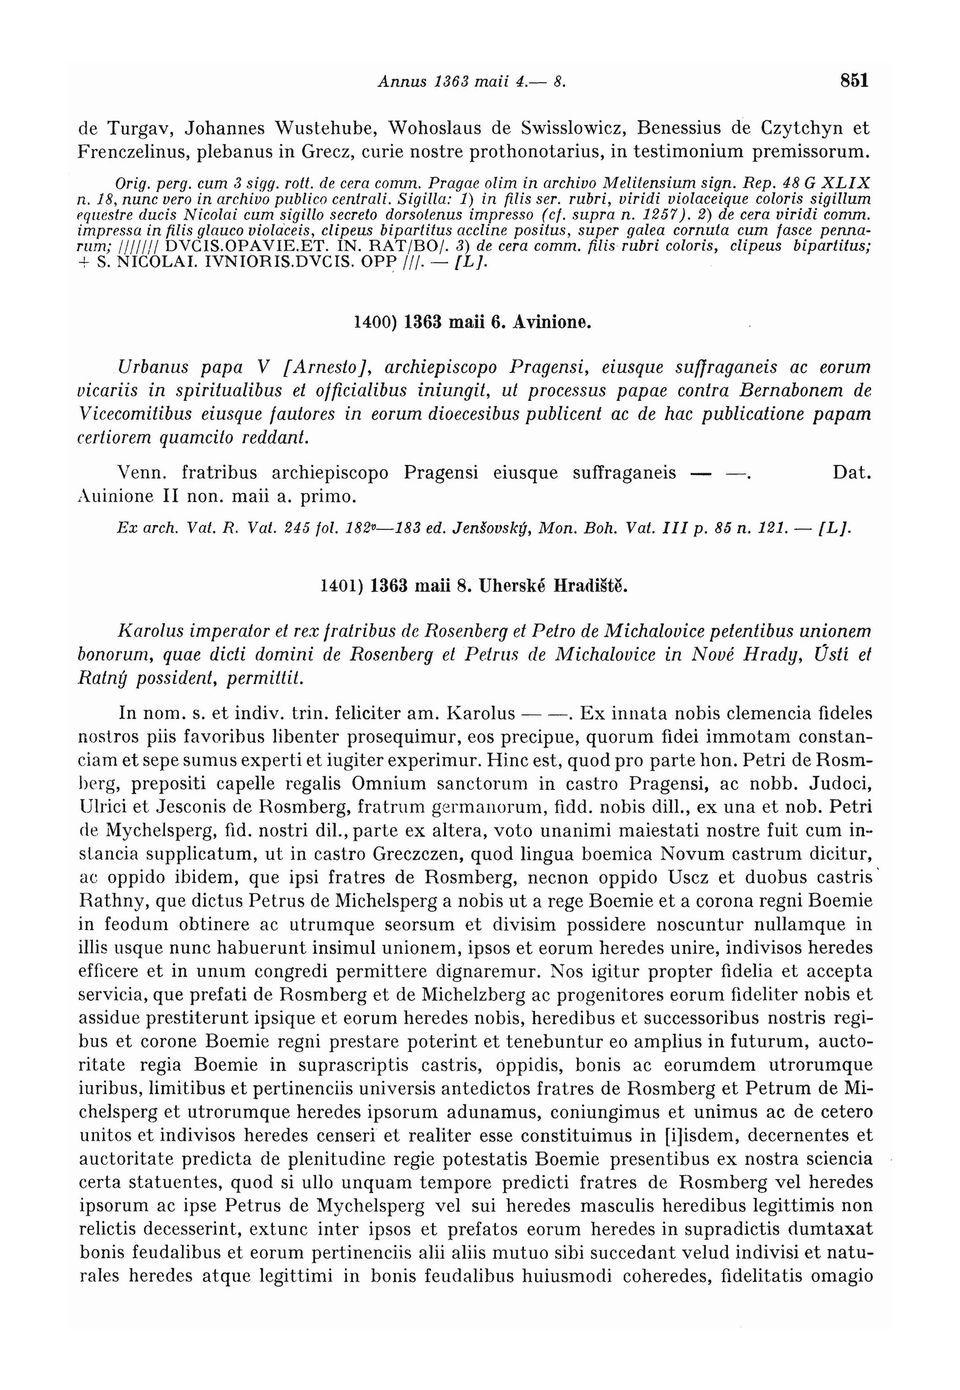 Annus 1363 maii 4.— 8. 851
de Turgav, Johannes Wustehube, Wohoslaus de Swisslowicz, Benessius de Czytchyn et
Frenczelinus, plebanus in Grecz, curie nostre prothonotarius, in testimonium premissorum.
Orig. perg. cum 3 sigg. rott. de cera comm. Pragae olim in archivo Melitensium sign. Rep. 48 G XLIX
n. 18, nunc vero in archivo publico centrali. Sigilla: 1) in filis ser. rubri, viridi violaceique coloris sigillum
equestre ducis Nicolai cum sigillo secreto dorsotenus impresso (cf. supra n. 1257). 2) de cera viridi comm.
impressa in filis glauco violaceis, clipeus bipartitus accline positus, super galea cornuta cum fasce penna-
rum; /////// DVCIS.OPAVIE.ET. IN. RAT/BO/. 3) de cera comm. filis rubri coloris, clipeus bipartitus;
+ S. NICOLAI. IVNIORIS.DVCIS. OPP ///. — [L].
1400) 1363 maii 6. Avinione.
Urbanus papa V [Arnesto], archiepiscopo Pragensi, eiusque suffraganeis ac eorum
vicariis in spiritualibus et officialibus iniungit, ut processus papae contra Bernabonem de
Vicecomitibus eiusque fautores in eorum dioecesibus publicent ac de hac publicatione papam
certiorem quamcito reddant.
Venn. fratribus archiepiscopo Pragensi eiusque suffraganeis — —. Dat.
Auinione II non. maii a. primo.
Ex arch. Vat. R. Vat. 245 fol. 182v—183 ed. Jenšovský, Mon. Boh. Vat. III p. 85 n. 121. — [L].
1401) 1363 maii 8. Uherské Hradiště.
Karolus imperator et rex fratribus de Rosenberg et Petro de Michalovice petentibus unionem
bonorum, quae dicti domini de Rosenberg et Petrus de Michalovice in Nové Hrady, Ústí et
Ratný possident, permittit.
In nom. s. et indiv. trin. feliciter am. Karolus — —. Ex innata nobis clemencia fideles
nostros piis favoribus libenter prosequimur, eos precipue, quorum fidei immotam constan-
ciam et sepe sumus experti et iugiter experimur. Hinc est, quod pro parte hon. Petri de Rosm-
berg, prepositi capelle regalis Omnium sanctorum in castro Pragensi, ac nobb. Judoci,
Ulrici et Jesconis de Rosmberg, fratrum germanorum, fidd. nobis dill., ex una et nob. Petri
de Mychelsperg, fid. nostri dil., parte ex altera, voto unanimi maiestati nostre fuit cum in-
stancia supplicatum, ut in castro Greczczen, quod lingua boemica Novum castrum dicitur,
ac oppido ibidem, que ipsi fratres de Rosmberg, necnon oppido Uscz et duobus castris
Rathny, que dictus Petrus de Michelsperg a nobis ut a rege Boemie et a corona regni Boemie
in feodum obtinere ac utrumque seorsum et divisim possidere noscuntur nullamque in
illis usque nunc habuerunt insimul unionem, ipsos et eorum heredes unire, indivisos heredes
efficere et in unum congredi permittere dignaremur. Nos igitur propter fidelia et accepta
servicia, que prefati de Rosmberg et de Michelzberg ac progenitores eorum fideliter nobis et
assidue prestiterunt ipsique et eorum heredes nobis, heredibus et successoribus nostris regi-
bus et corone Boemie regni prestare poterint et tenebuntur eo amplius in futurum, aucto-
ritate regia Boemie in suprascriptis castris, oppidis, bonis ac eorumdem utrorumque
iuribus, limitibus et pertinenciis universis antedictos fratres de Rosmberg et Petrum de Mi-
chelsperg et utrorumque heredes ipsorum adunamus, coniungimus et unimus ac de cetero
unitos et indivisos heredes censeri et realiter esse constituimus in [i]isdem, decernentes et
auctoritate predicta de plenitudine regie potestatis Boemie presentibus ex nostra sciencia
certa statuentes, quod si ullo unquam tempore predicti fratres de Rosmberg vel heredes
ipsorum ac ipse Petrus de Mychelsperg vel sui heredes masculis heredibus legittimis non
relictis decesserint, extunc inter ipsos et prefatos eorum heredes in supradictis dumtaxat
bonis feudalibus et eorum pertinenciis alii aliis mutuo sibi succedant velud indivisi et natu-
rales heredes atque legittimi in bonis feudalibus huiusmodi coheredes, fidelitatis omagio